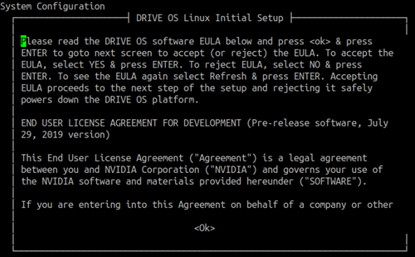 System Configuration
DRIVE OS Linux Initial Setup
Please read the DRIVE OS software EULA below and press <ok> & press
ENTER to goto next screen to accept (or reject) the EULA. To accept the
EULA, select YES & press ENTER. To reject EULA, select NO & press
ENTER. To see the EULA again select Refresh & press ENTER. Accepting
EULA proceeds to the next step of the setup and rejecting it safely
powers down the DRIVE OS platform.
END USER LICENSE AGREEMENT FOR DEVELOPMENT (Pre-release software, July
29, 2019 version)
This End User License Agreement ("Agreement") is a legal agreement
between you and NVIDIA Corporation ("NVIDIA") and governs your use of
the NVIDIA software and materials provided hereunder ("SOFTWARE").
If you are entering into this Agreement on behalf of a company or other
<Ok>